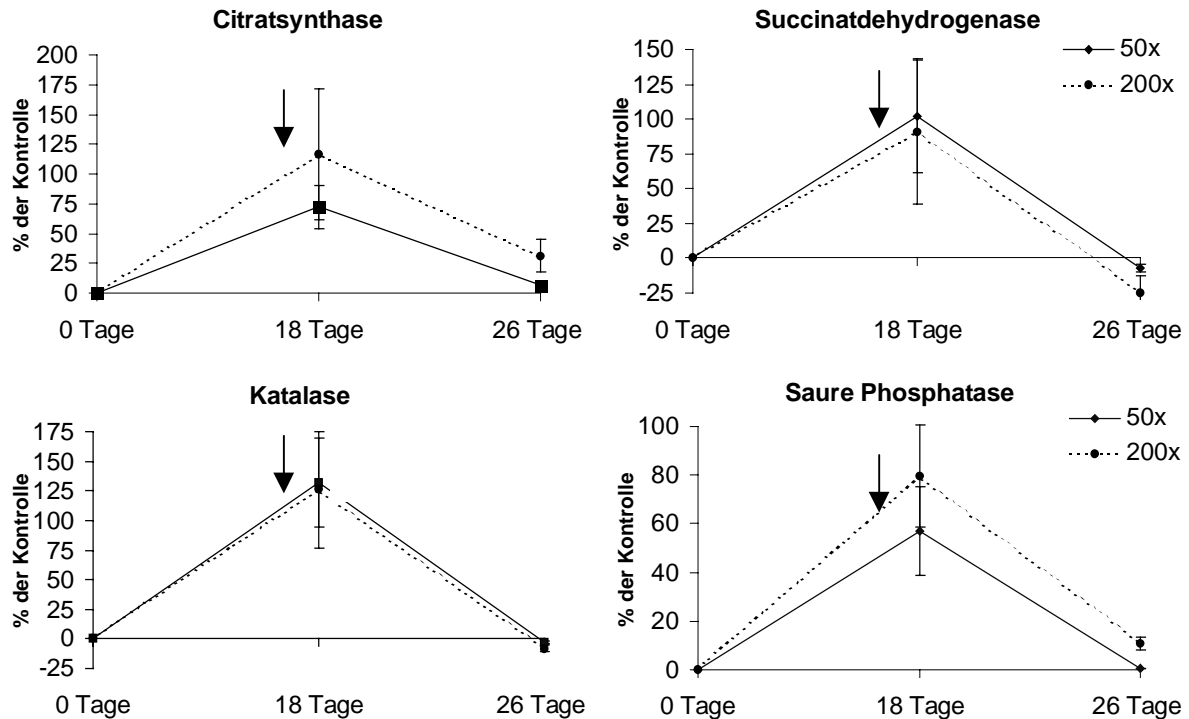 Citratsynthase
% der Kontrolle
200
175
150
125
100
75
50
25
0
0 Tage 18 Tage 26 Tage
Succinatdehydrogenase
% der Kontrolle
150
125
100
75
50
25
0
-25
0 Tage 18 Tage 26 Tage
50x
200x
Katalase
% der Kontrolle
175
150
125
100
75
50
25
0
-25
0 Tage 18 Tage 26 Tage
Saure Phosphatase
% der Kontrolle
100
80
60
40
20
0
0 Tage 18 Tage 26 Tage
50x
200x